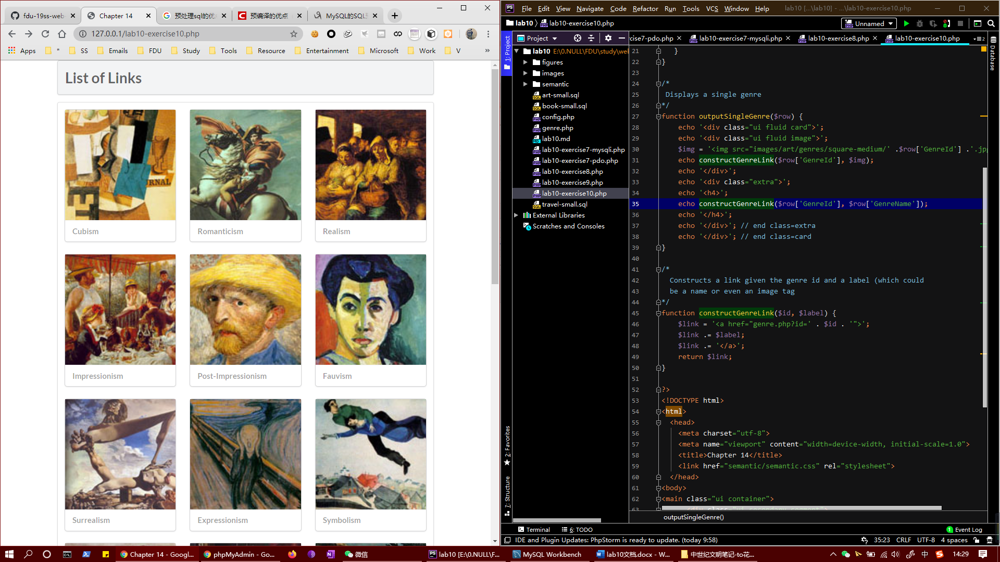 fdu-19ss-web
Chapter 14
预处理sql的优
预编译的优点
MySQL的SQL
127.0.0.1/lab10-exercise10.php
Apps
*
SS
Emails
FDU
Study
Tools
Resource
Entertainment
Microsoft
Work
V
»
List of Links
JRNAL
Cubism
Romanticism
Realism
Impressionism
Post-Impressionism
Fauvism
Surrealism
Expressionism
Symbolism
PS
File Edit View Navigate Code Refactor Run Tools VCS Window Help
lab10 [...\lab10] - ...\lab10-exercise10.php
lab10
lab10-exercise10.php
Unnamed
1: Project
Project
cise7-pdo.php
lab10-exercise7-mysqli.php
lab10-exercise8.php
lab10-exercise10.php
Database
lab10 E:\0.NULL\FDU\study\we
figures
images
semantic
art-small.sql
book-small.sql
config.php
genre.php
lab10.md
lab10-exercise7-mysqli.php
lab10-exercise7-pdo.php
lab10-exercise8.php
lab10-exercise9.php
lab10-exercise10.php
travel-small.sql
External Libraries
Scratches and Consoles
2: Favorites
7: Structure
21 }
22 }
23
24 /*
25 Displays a single genre
26 */
27 function outputSingleGenre($row) {
28 echo '<div class="ui fluid card">';
29 echo '<div class="ui fluid image">';
30 $img = '<img src="images/art/genres/square-medium/' .$row['GenreId'] .'.jp
31 echo constructGenreLink($row['GenreId'], $img);
32 echo '</div>';
33 echo '<div class="extra">';
34 echo '<h4>';
35 echo constructGenreLink($row['GenreId'], $row['GenreName']);
36 echo '</h4>';
37 echo '</div>'; // end class=extra
38 echo '</div>'; // end class=card
39 }
40
41 /*
42 Constructs a link given the genre id and a label (which could
43 be a name or even an image tag
44 */
45 function constructGenreLink($id, $label) {
46 $link = '<a href="genre.php?id=' . $id . '">';
47 $link .= $label;
48 $link .= '</a>';
49 return $link;
50 }
51
52 ?>
53 <!DOCTYPE html>
54 <html>
55 <head>
56 <meta charset="utf-8">
57 <meta name="viewport" content="width=device-width, initial-scale=1.0">
58 <title>Chapter 14</title>
59 <link href="semantic/semantic.css" rel="stylesheet">
60 </head>
61 <body>
62 <main class="ui container">
63 <div class="ui secondary segment">
outputSingleGenre()
Terminal
6: TODO
1 Event Log
IDE and Plugin Updates: PhpStorm is ready to update. (today 9:58)
35:23 CRLF UTF-8 4 spaces
Chapter 14 - Googl...
phpMyAdmin - Go...
微信
lab10 [E:\0.NULL\F...
MySQL Workbench
lab10文档.docx - W...
中世纪文明笔记-to花...
中
14:29